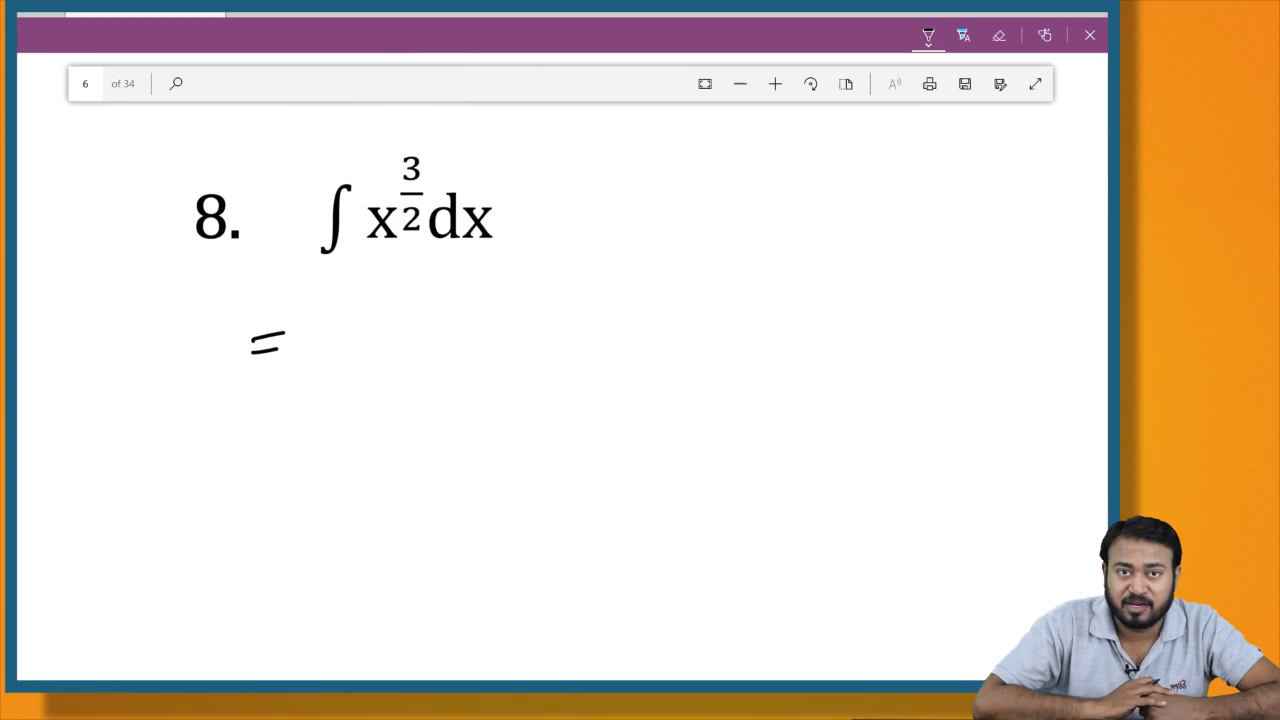 6 of 34
8. ∫ x^{3/2} dx
=